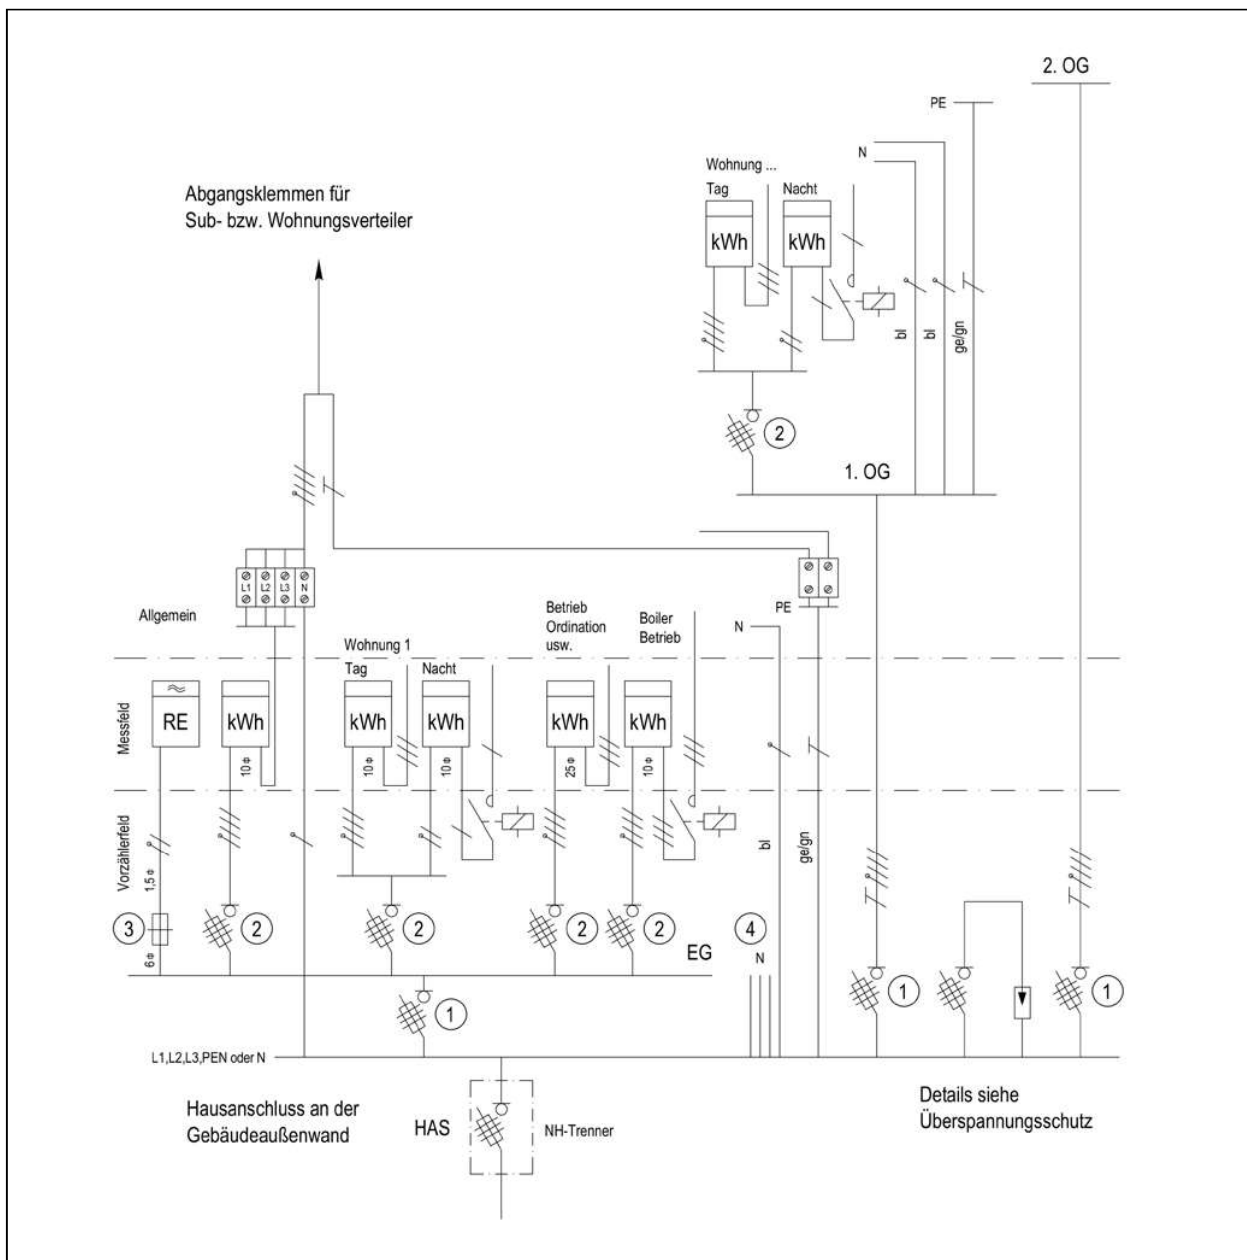 2. OG
PE
N
Wohnung ...
Tag
Nacht
kWh
kWh
bl
bl
ge/gn
Abgangsklemmen für
Sub- bzw. Wohnungsverteiler
2
1. OG
L1
L2
L3
N
Allgemein
PE
N
Wohnung 1
Tag
Nacht
Betrieb
Ordination
usw.
Boiler
Betrieb
Messfeld
RE
kWh
kWh
kWh
kWh
kWh
10 Φ
10 Φ
10 Φ
25 Φ
10 Φ
Vorzählerfeld
1,5 Φ
6 Φ
bl
ge/gn
3
2
2
2
2
4
EG
N
1
1
1
L1,L2,L3,PEN oder N
Hausanschluss an der
Gebäudeaußenwand
HAS
NH-Trenner
Details siehe
Überspannungsschutz